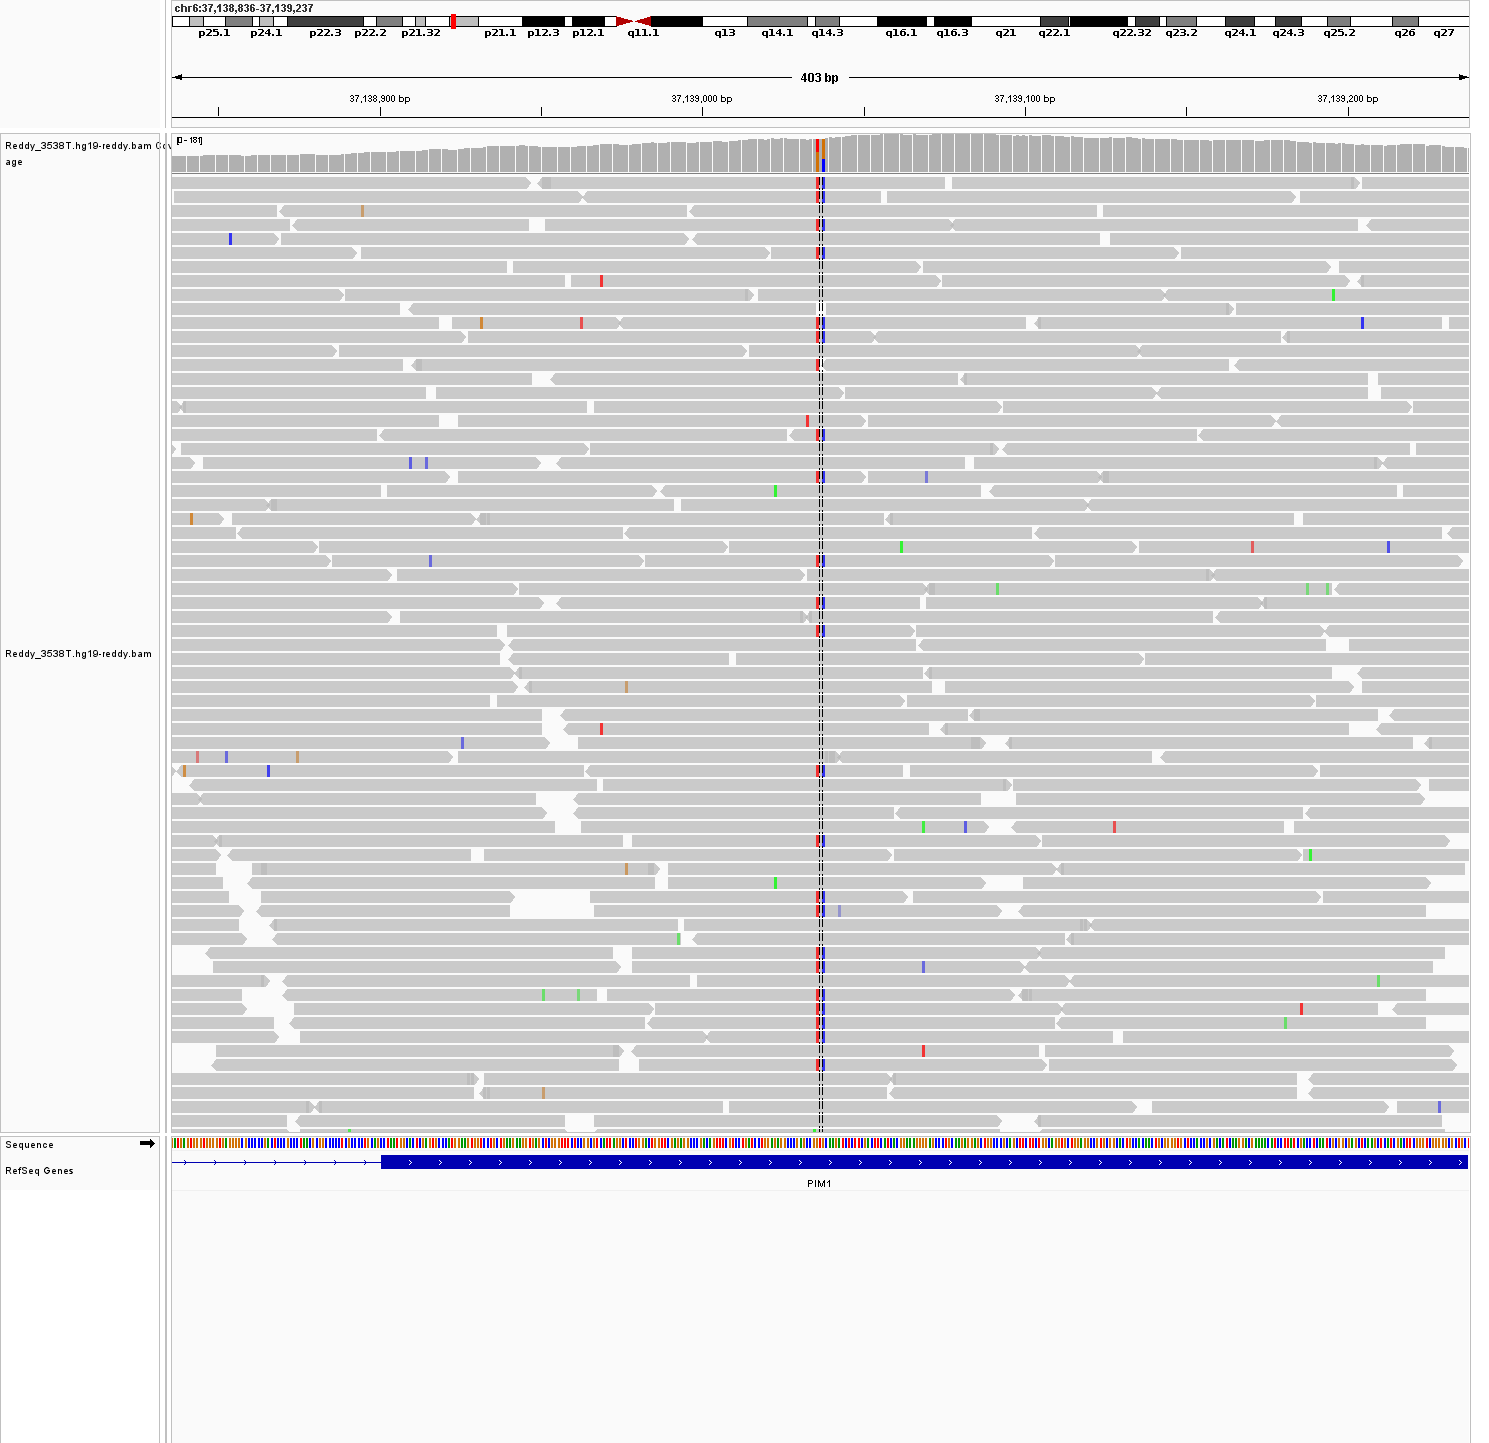 chr6:37,138,836-37,139,237
p25.1 p24.1 p22.3 p22.2 p21.32 p21.1 p12.3 p12.1 q11.1 q13 q14.1 q14.3 q16.1 q16.3 q21 q22.1 q22.32 q23.2 q24.1 q24.3 q25.2 q26 q27
403 bp
37,138,900 bp 37,139,000 bp 37,139,100 bp 37,139,200 bp
Reddy_3538T.hg19-reddy.bam Cov
age
[0 - 181]
Reddy_3538T.hg19-reddy.bam
Sequence
RefSeq Genes
PIM1